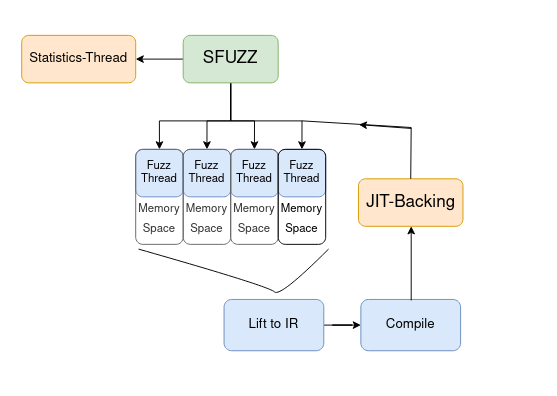 Statistics-Thread
SFUZZ
Fuzz
Thread
Fuzz
Thread
Fuzz
Thread
Fuzz
Thread
Memory
Space
Memory
Space
Memory
Space
Memory
Space
JIT-Backing
Lift to IR
Compile